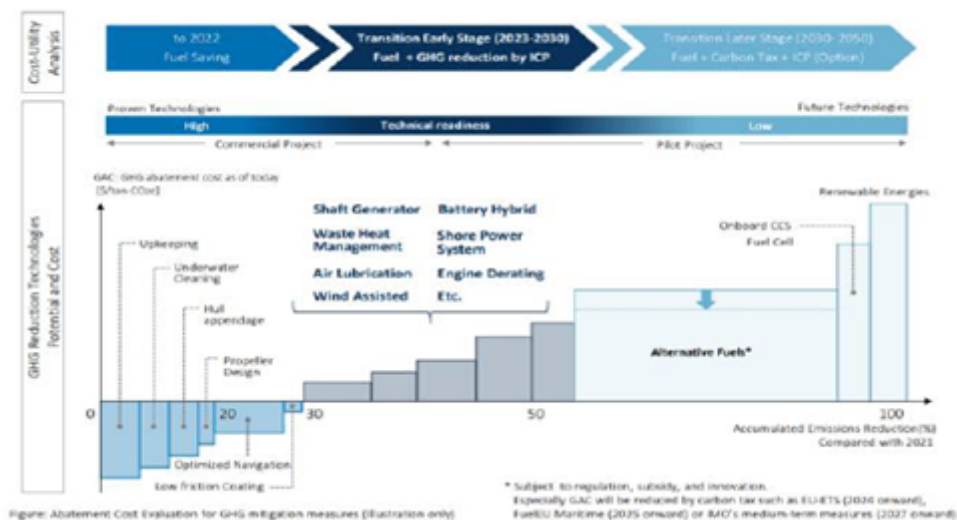 Cost-Utility
Analysis
to 2022
Fuel Saving
Transition Early Stage (2023-2030)
Fuel + GHG reduction by ICP
Transition Later Stage (2030- 2050)
Fuel + Carbon Tax + ICP (Option)
GHG Reduction Technologies
Potential and Cost
Proven Technologies
Future Technologies
High
Technical readiness
Low
Commercial Project
Pilot Project
GAC: GHG abatement cost as of today
[$/ton-CO2e]
Renewable Energies
Shaft Generator
Battery Hybrid
Waste Heat
Management
Shore Power
System
Air Lubrication
Engine Derating
Wind Assisted
Etc.
Onboard CCS
Fuel Cell
Upkeeping
Underwater
Cleaning
Hull
appendage
Propeller
Design
Alternative Fuels*
0
20
30
50
100
Accumulated Emissions Reduction(%)
Compared with 2021
Optimized Navigation
Low friction Coating
* Subject to regulation, subsidy, and innovation.
Especially GAC will be reduced by carbon tax such as EU-ETS (2024 onward),
FuelEU Maritime (2025 onward) or IMO's medium-term measures (2027 onward)
Figure: Abatement Cost Evaluation for GHG mitigation measures (Illustration only)